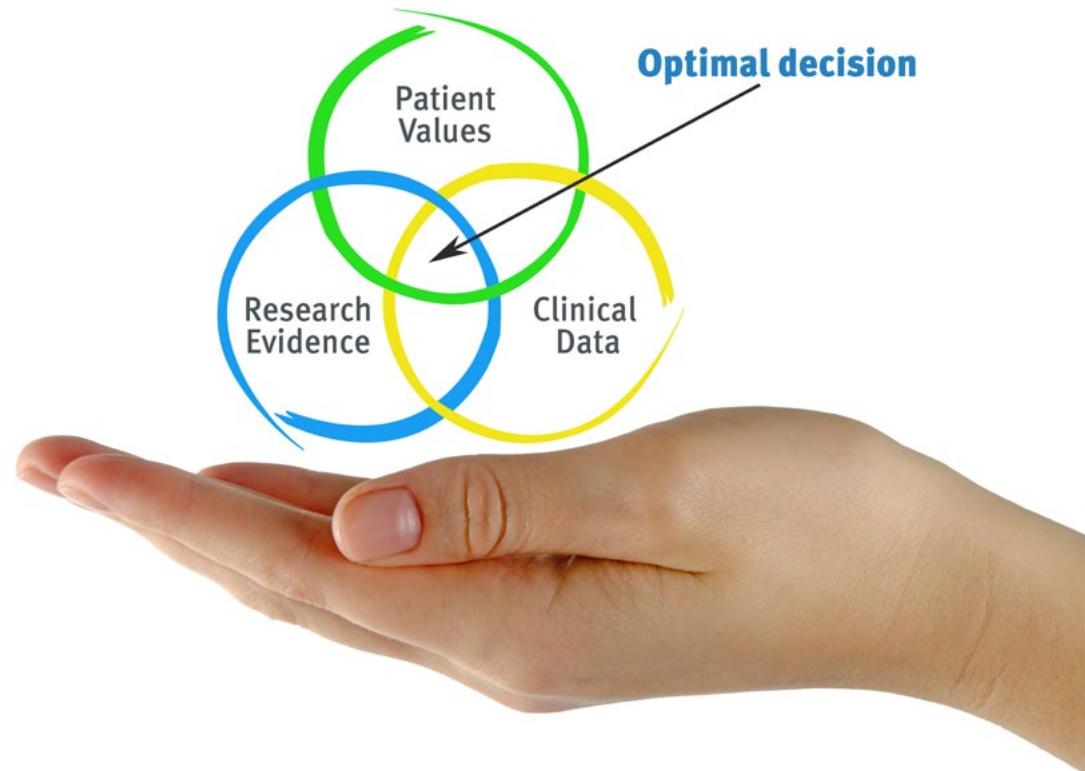 Optimal decision
Patient
Values
Research
Evidence
Clinical
Data